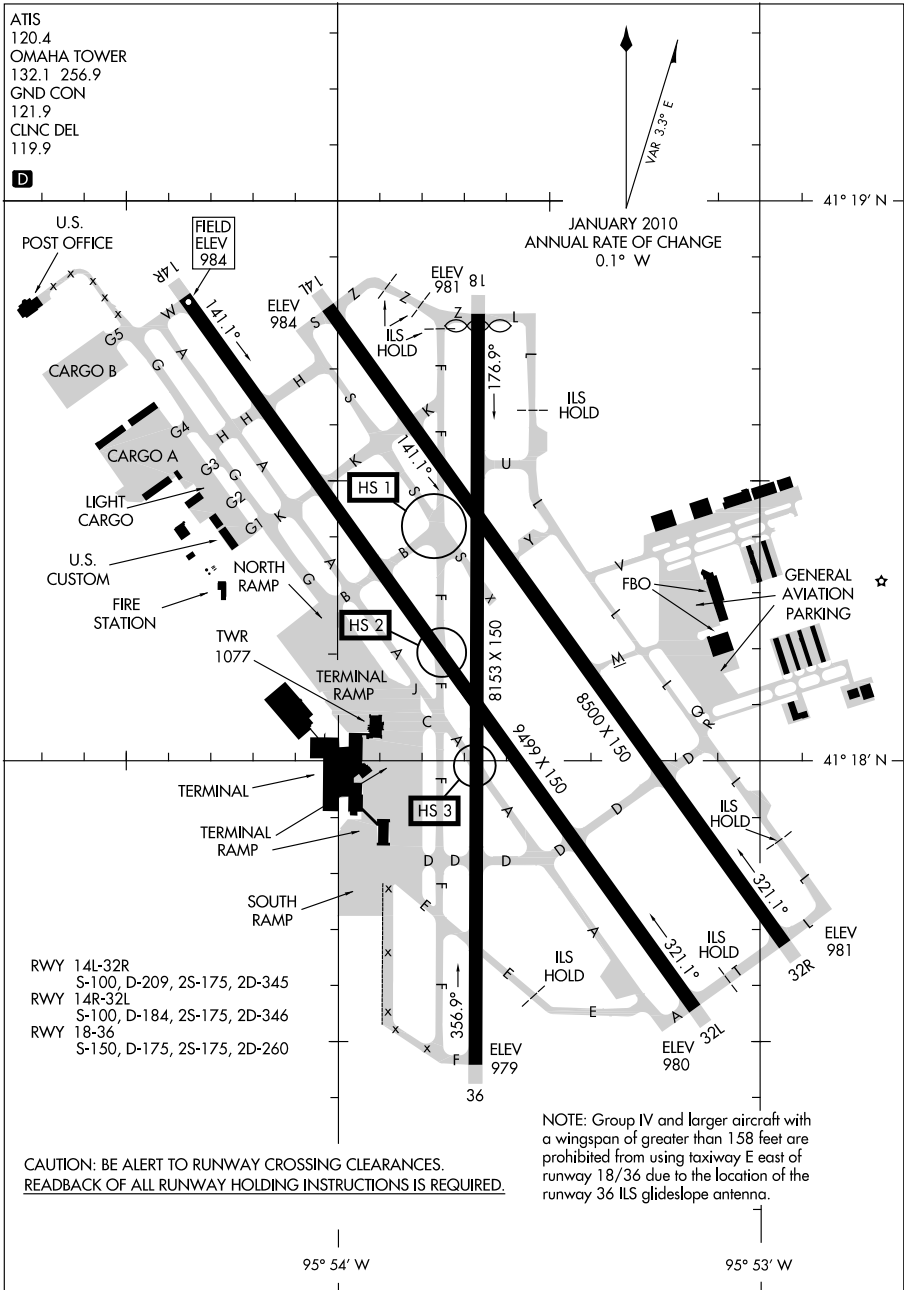 ATIS
120.4
OMAHA TOWER
132.1 256.9
GND CON
121.9
CLNC DEL
119.9
D
VAR 3.3° E
JANUARY 2010
ANNUAL RATE OF CHANGE
0.1° W
41° 19' N
U.S.
POST OFFICE
FIELD
ELEV
984
14R
141.1°
14L
ELEV
984
ELEV
981
18
ILS
HOLD
176.9°
ILS
HOLD
W
A
G5
G
A
S
Z
Z
Z
L
L
F
F
F
K
H
H
H
S
K
S
141.1°
U
L
Y
CARGO B
CARGO A
G4
G3
G
G2
G1
K
A
LIGHT
CARGO
U.S.
CUSTOM
FIRE
STATION
HS 1
B
S
X
NORTH
RAMP
G
A
B
A
HS 2
F
F
F
TWR
1077
TERMINAL
RAMP
J
C
A
8153 X 150
V
L
W1
L
Q
R
D
L
FBO
GENERAL
AVIATION
PARKING
8500 X 150
9499 X 150
41° 18' N
TERMINAL
TERMINAL
RAMP
HS 3
F
A
D
D
D
D
D
ILS
HOLD
SOUTH
RAMP
E
F
F
E
E
A
ILS
HOLD
ILS
HOLD
321.1°
321.1°
L
L
T
A
32R
ELEV
981
32L
ELEV
980
356.9°
F
ELEV
979
36
RWY 14L-32R
S-100, D-209, 2S-175, 2D-345
RWY 14R-32L
S-100, D-184, 2S-175, 2D-346
RWY 18-36
S-150, D-175, 2S-175, 2D-260
NOTE: Group IV and larger aircraft with
a wingspan of greater than 158 feet are
prohibited from using taxiway E east of
runway 18/36 due to the location of the
runway 36 ILS glideslope antenna.
CAUTION: BE ALERT TO RUNWAY CROSSING CLEARANCES.
READBACK OF ALL RUNWAY HOLDING INSTRUCTIONS IS REQUIRED.
95° 54' W
95° 53' W